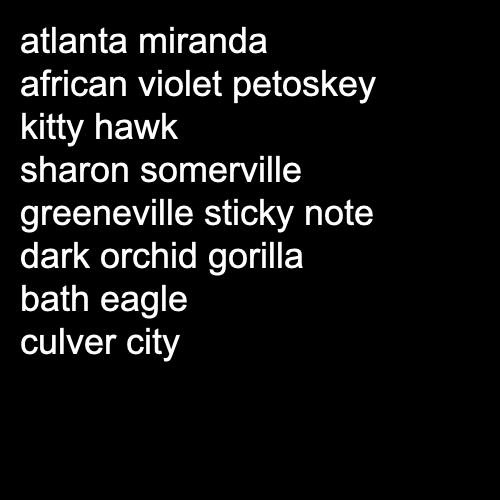 atlanta miranda
african violet petoskey
kitty hawk
sharon somerville
greeneville sticky note
dark orchid gorilla
bath eagle
culver city